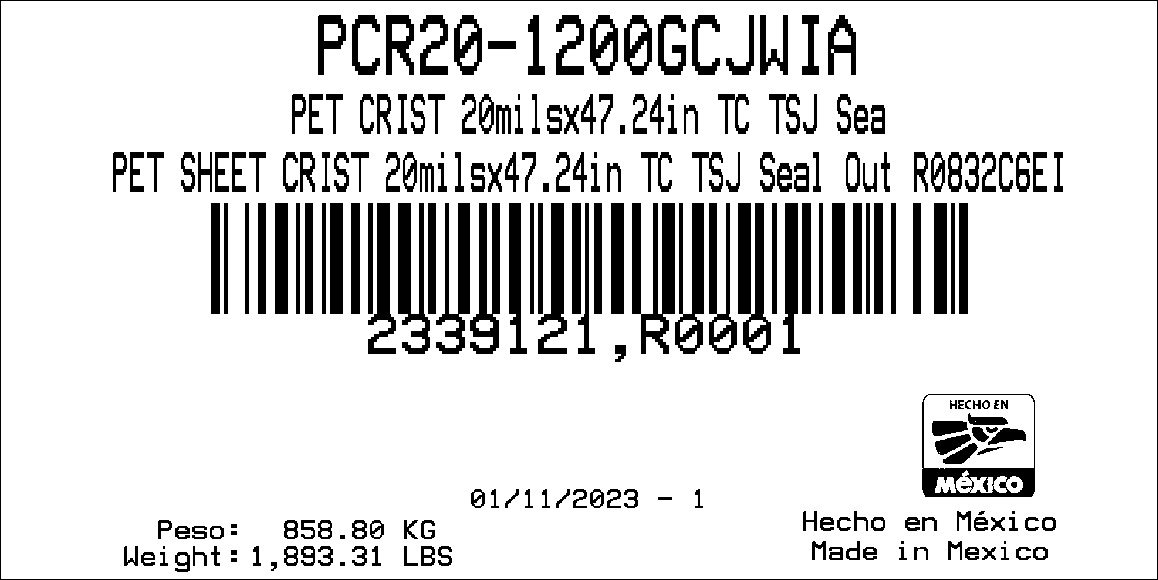 PCR20-1200GCJWIA
PET CRIST 20milsx47.24in TC TSJ Sea
PET SHEET CRIST 20milsx47.24in TC TSJ Seal Out R0832C6EI
2339121,R0001
HECHO EN
MéXICO
01/11/2023 - 1
Peso: 858.80 KG
Weight: 1,893.31 LBS
Hecho en México
Made in Mexico